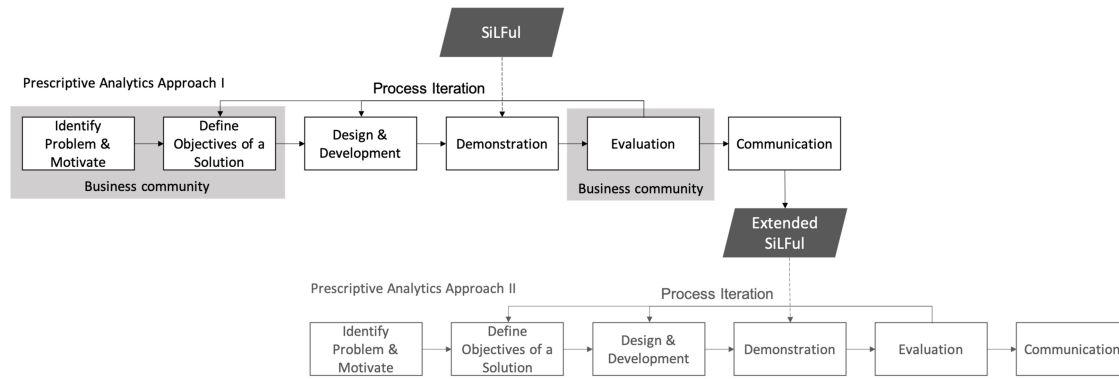 SiLFul
Prescriptive Analytics Approach I
Process Iteration
Identify
Problem &
Motivate
Define
Objectives of a
Solution
Design &
Development
Demonstration
Evaluation
Communication
Business community
Business community
Extended
SiLFul
Prescriptive Analytics Approach II
Process Iteration
Identify
Problem &
Motivate
Define
Objectives of a
Solution
Design &
Development
Demonstration
Evaluation
Communication